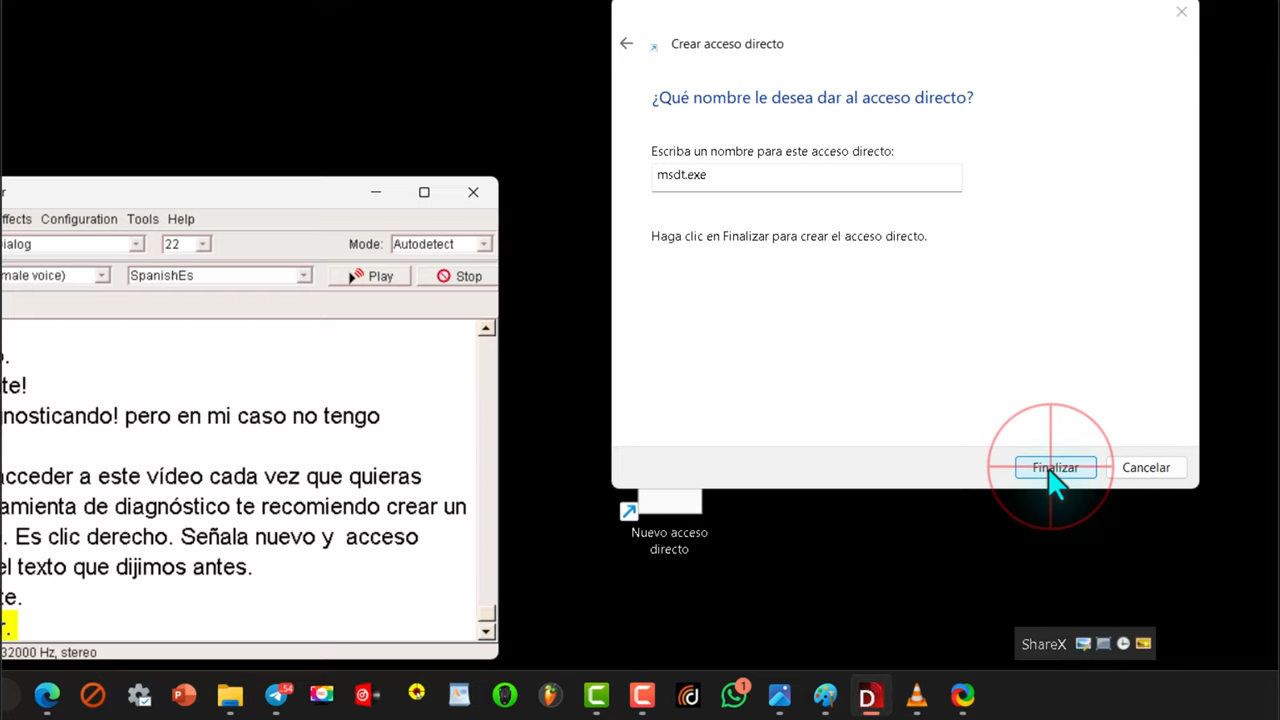 Crear acceso directo
¿Qué nombre le desea dar al acceso directo?
Escriba un nombre para este acceso directo:
msdt.exe
Haga clic en Finalizar para crear el acceso directo.
Finalizar
Cancelar
r
ffects Configuration Tools Help
ialog
22
Mode: Autodetect
male voice)
SpanishEs
Play
Stop
o.
te!
gnosticando! pero en mi caso no tengo
acceder a este vídeo cada vez que quieras
amienta de diagnóstico te recomiendo crear un
. Es clic derecho. Señala nuevo y acceso
el texto que dijimos antes.
te.
r.
32000 Hz, stereo
Nuevo acceso
directo
ShareX
54
1